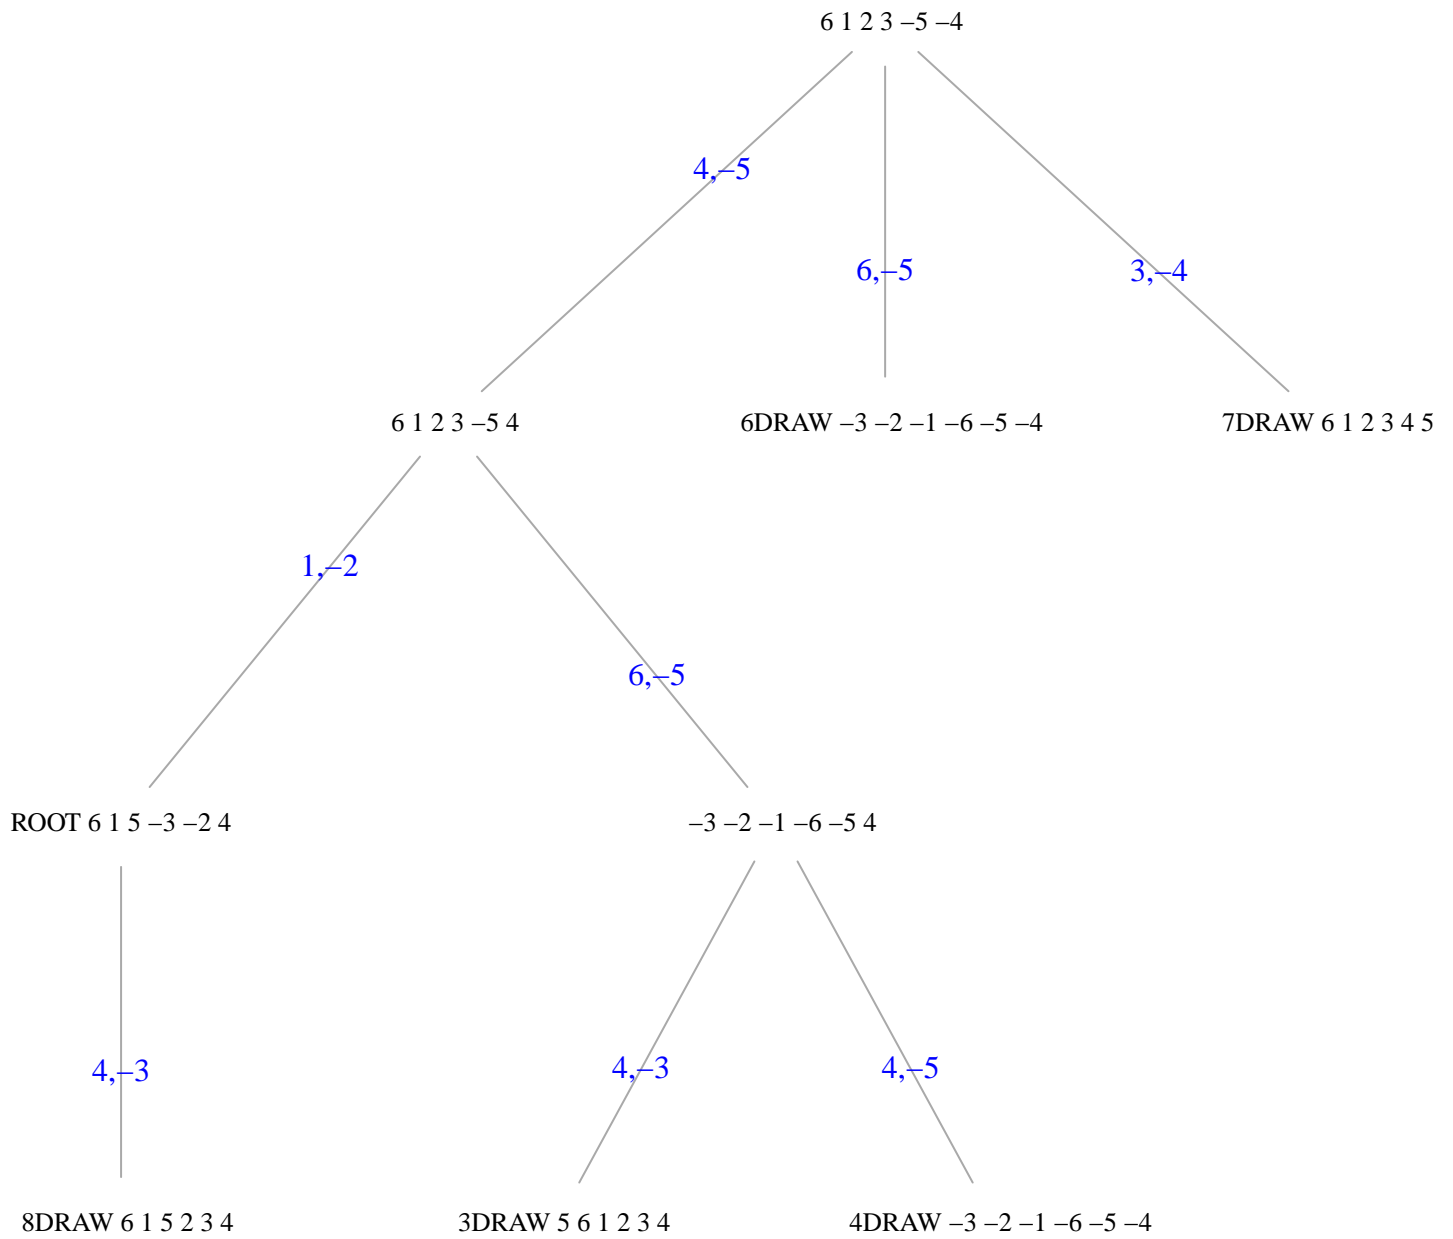 6 1 2 3 –5 –4
4,–5
6,–5
3,–4
6 1 2 3 –5 4
6DRAW –3 –2 –1 –6 –5 –4
7DRAW 6 1 2 3 4 5
1,–2
6,–5
ROOT 6 1 5 –3 –2 4
–3 –2 –1 –6 –5 4
4,–3
4,–3
4,–5
8DRAW 6 1 5 2 3 4
3DRAW 5 6 1 2 3 4
4DRAW –3 –2 –1 –6 –5 –4